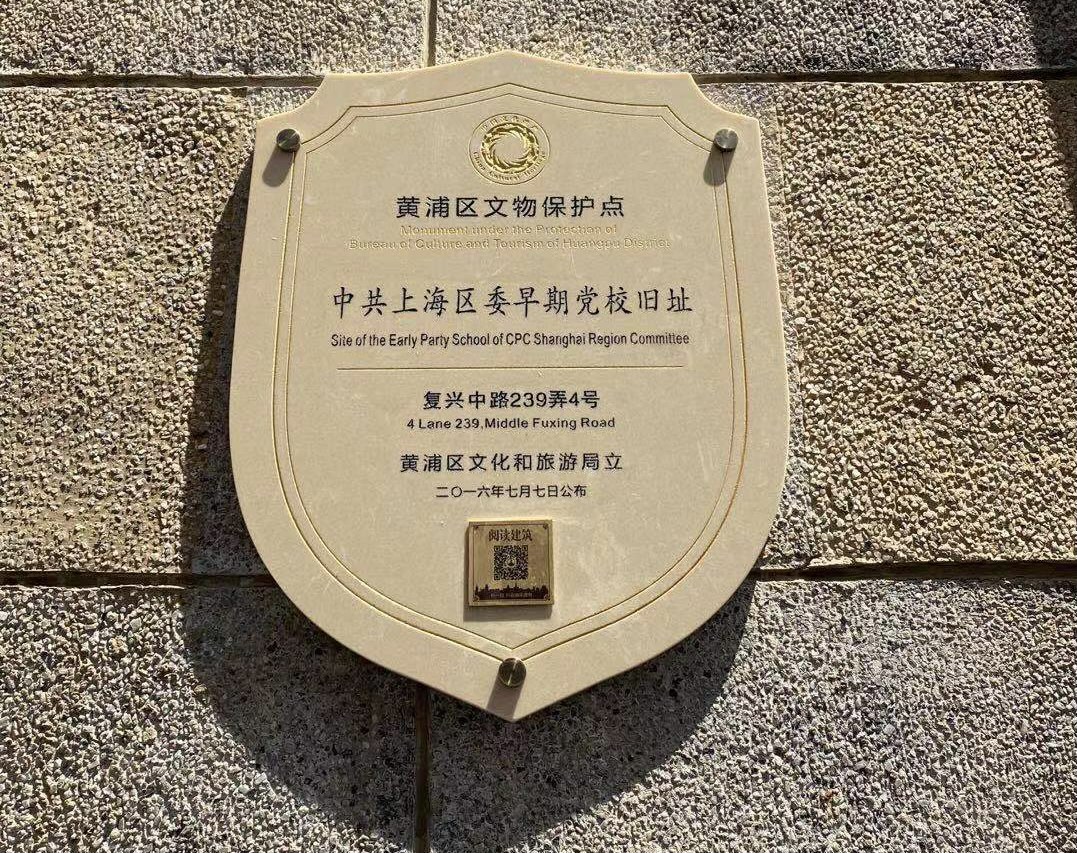 黄浦区文物保护点
Monument under the Protection of
Bureau of Culture and Tourism of Huangpu District
中共上海区委早期党校旧址
Site of the Early Party School of CPC Shanghai Region Committee
复兴中路239弄4号
4 Lane 239,Middle Fuxing Road
黄浦区文化和旅游局立
二〇一六年七月七日公布
阅读建筑